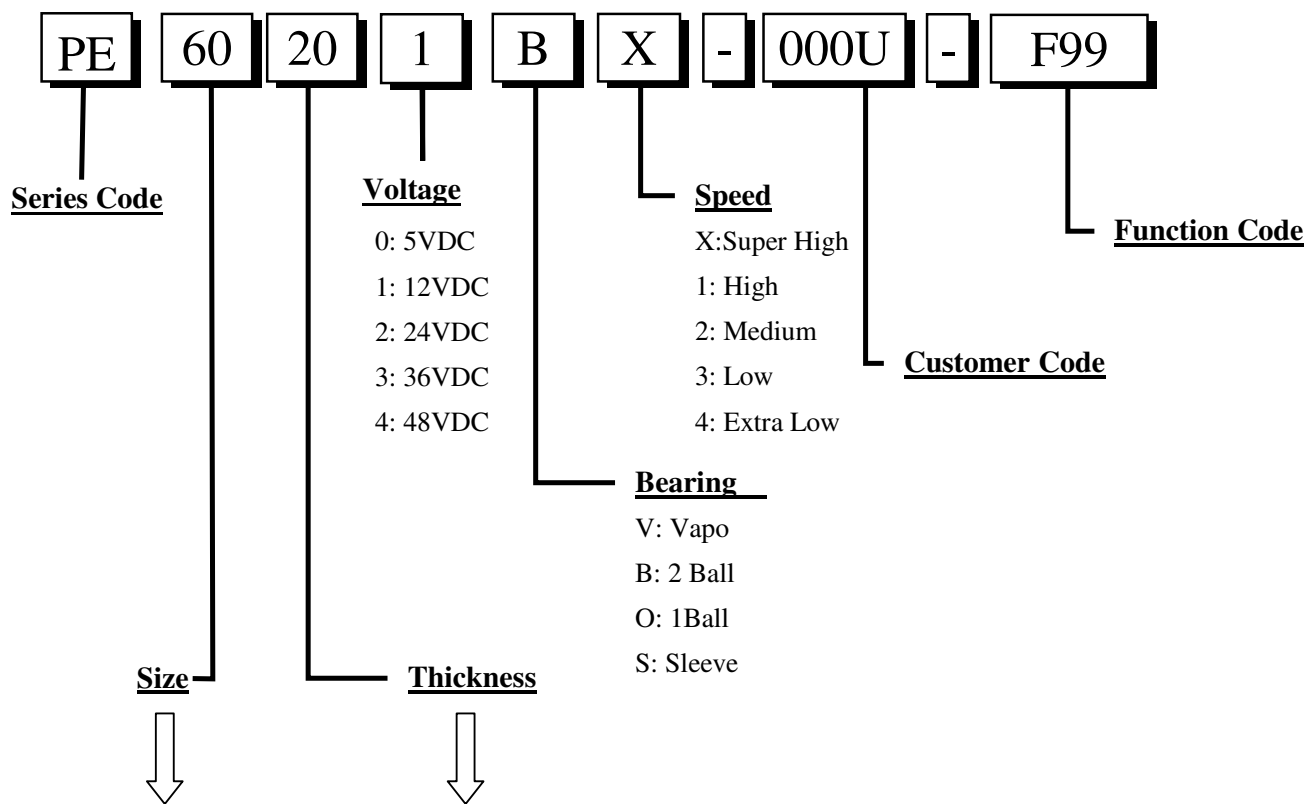 PE 60 20 1 B X - 000U - F99
Series Code
Voltage
0: 5VDC
1: 12VDC
2: 24VDC
3: 36VDC
4: 48VDC
Speed
X:Super High
1: High
2: Medium
3: Low
4: Extra Low
Function Code
Customer Code
Bearing
V: Vapo
B: 2 Ball
O: 1Ball
S: Sleeve
Size
Thickness